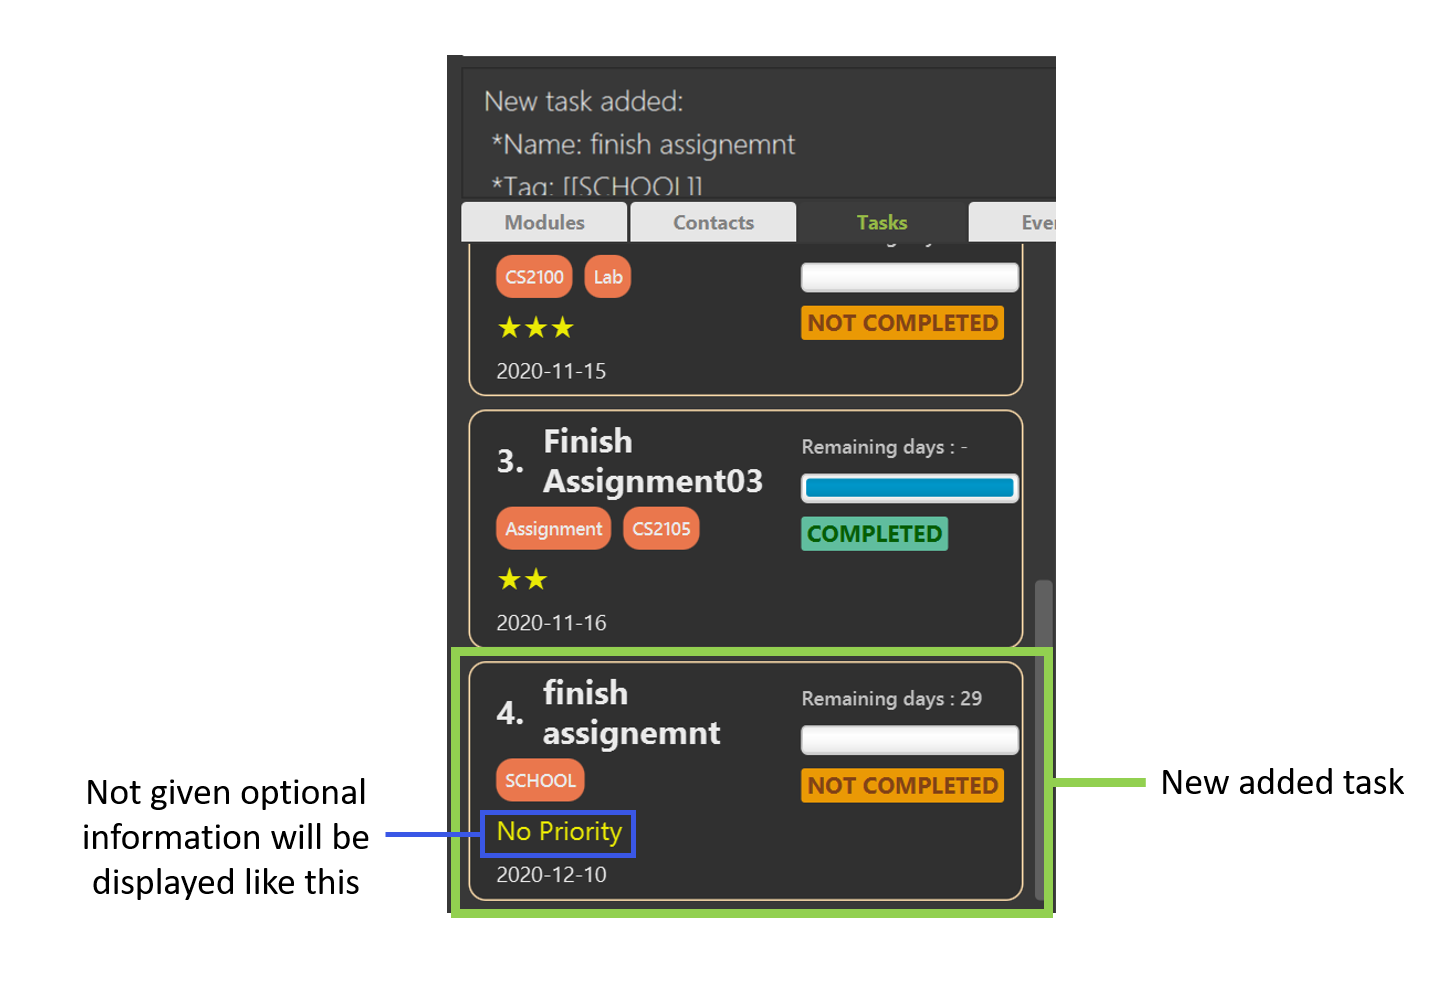 New task added:
*Name: finish assignemnt
*Tag: [[SCHOOL]]
Modules
Contacts
Tasks
Eve
CS2100
Lab
NOT COMPLETED
★★★
2020-11-15
3.
Finish
Assignment03
Remaining days : -
Assignment
CS2105
COMPLETED
★★
2020-11-16
4.
finish
assignemnt
Remaining days : 29
SCHOOL
NOT COMPLETED
No Priority
2020-12-10
Not given optional
information will be
displayed like this
New added task